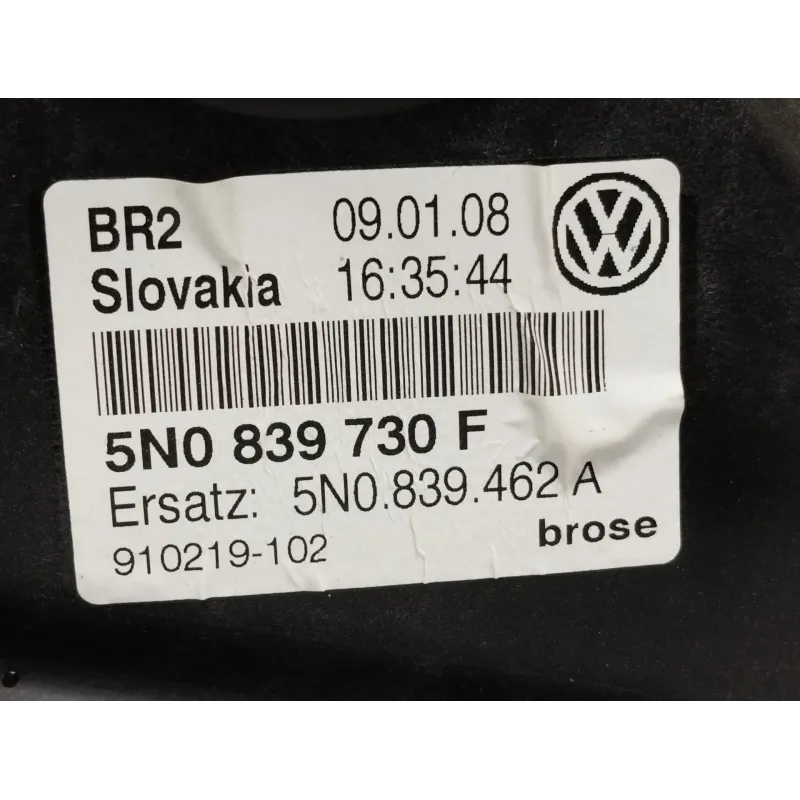 BR2 09.01.08
Slovakia 16:35:44
5N0 839 730 F
Ersatz: 5N0.839.462 A
910219-102 brose